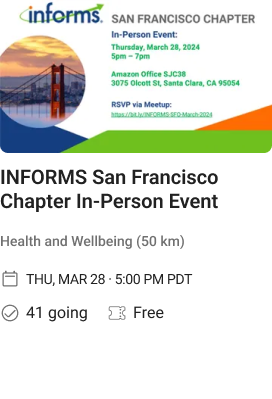 informs. SAN FRANCISCO CHAPTER
In-Person Event:
Thursday, March 28, 2024
5pm – 7pm
Amazon Office SJC38
3075 Olcott St, Santa Clara, CA 95054
RSVP via Meetup:
https://bit.ly/INFORMS-SFO-March-2024
INFORMS San Francisco
Chapter In-Person Event
Health and Wellbeing (50 km)
THU, MAR 28 · 5:00 PM PDT
41 going Free